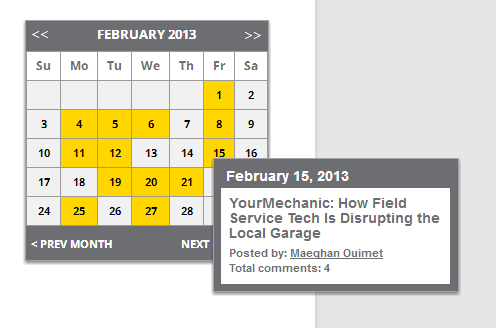 << FEBRUARY 2013 >>
Su Mo Tu We Th Fr Sa
1 2
3 4 5 6 7 8 9
10 11 12 13 14 15 16
17 18 19 20 21
24 25 26 27 28
< PREV MONTH NEXT
February 15, 2013
YourMechanic: How Field
Service Tech Is Disrupting the
Local Garage
Posted by: Maeghan Ouimet
Total comments: 4